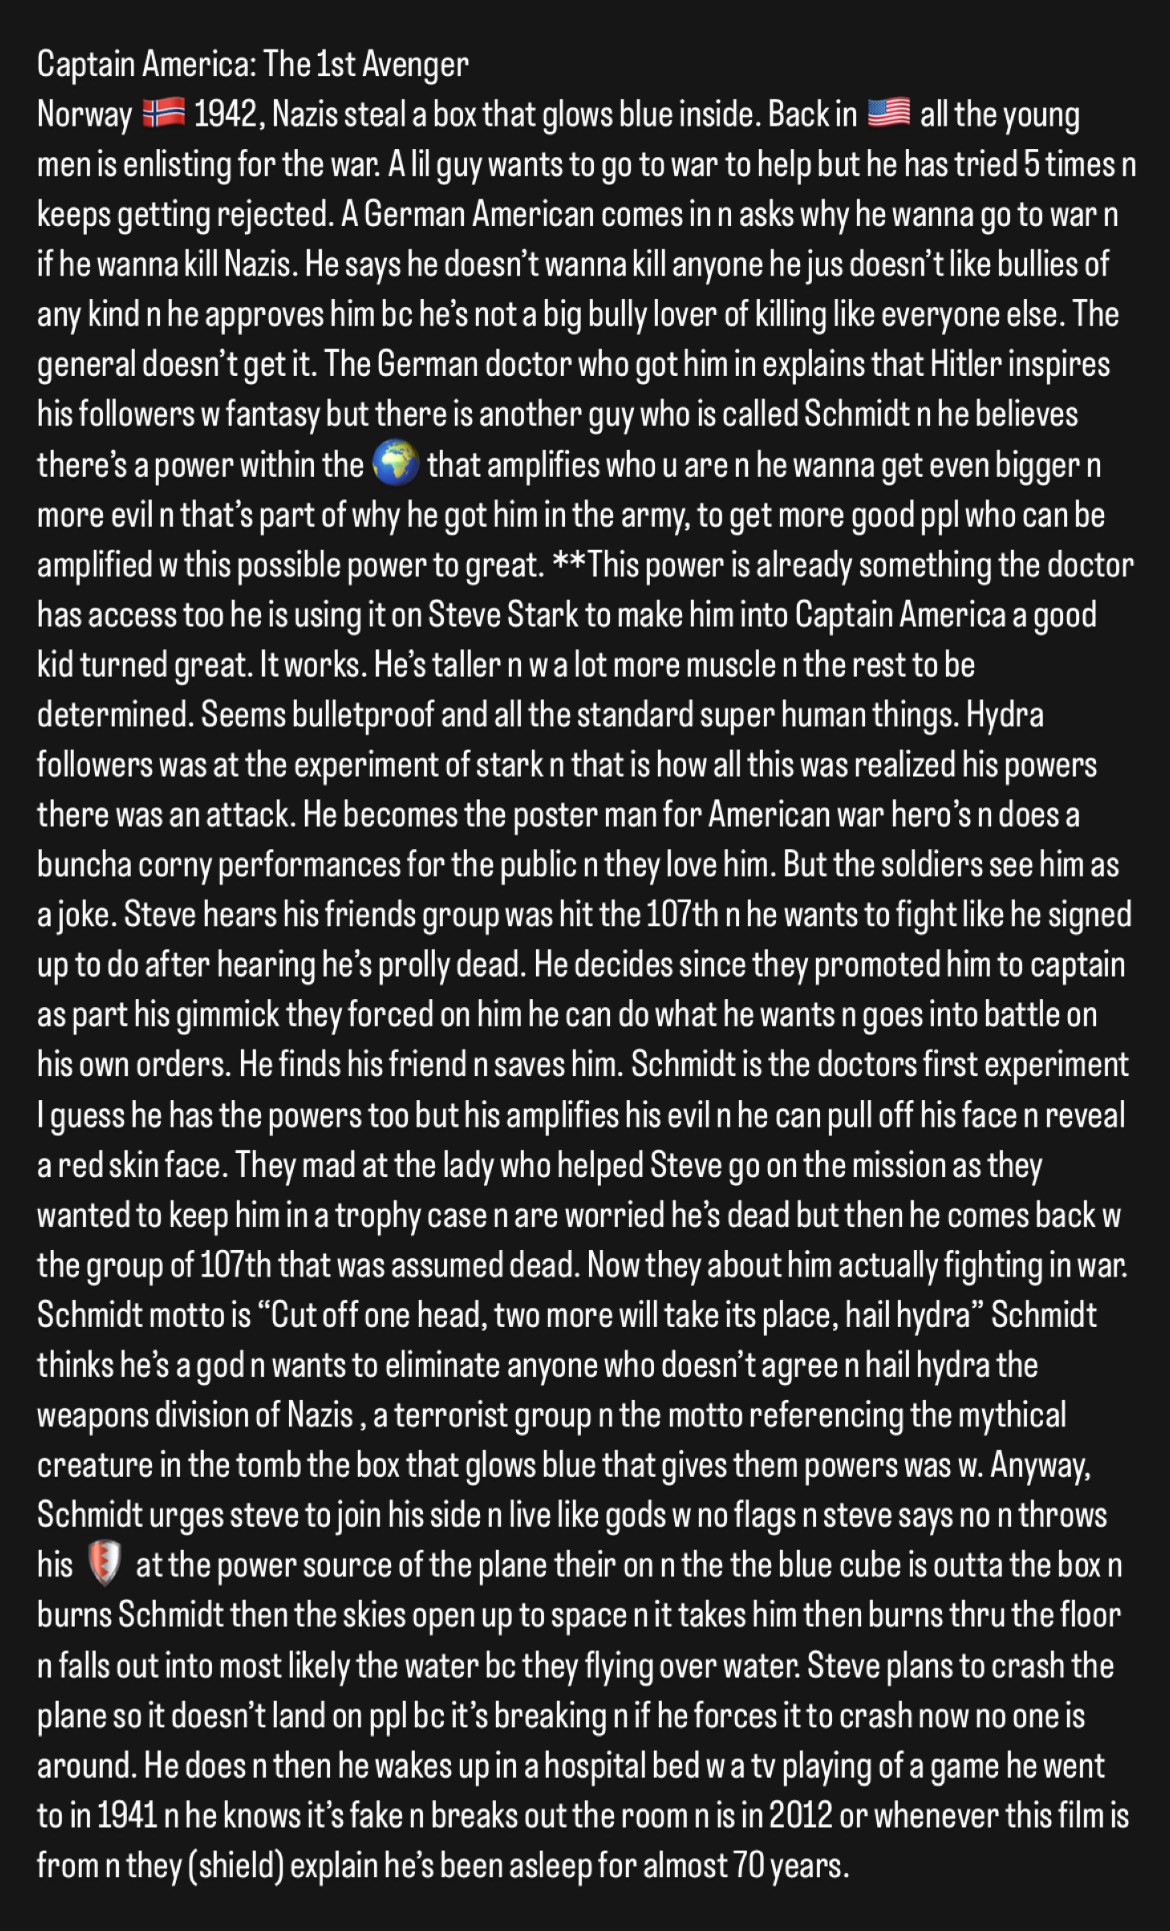 Captain America: The 1st Avenger
Norway 🇳🇴 1942, Nazis steal a box that glows blue inside. Back in 🇺🇸 all the young
men is enlisting for the war. A lil guy wants to go to war to help but he has tried 5 times n
keeps getting rejected. A German American comes in n asks why he wanna go to war n
if he wanna kill Nazis. He says he doesn’t wanna kill anyone he jus doesn’t like bullies of
any kind n he approves him bc he’s not a big bully lover of killing like everyone else. The
general doesn’t get it. The German doctor who got him in explains that Hitler inspires
his followers w fantasy but there is another guy who is called Schmidt n he believes
there’s a power within the 🌍 that amplifies who u are n he wanna get even bigger n
more evil n that’s part of why he got him in the army, to get more good ppl who can be
amplified w this possible power to great. **This power is already something the doctor
has access too he is using it on Steve Stark to make him into Captain America a good
kid turned great. It works. He’s taller n w a lot more muscle n the rest to be
determined. Seems bulletproof and all the standard super human things. Hydra
followers was at the experiment of stark n that is how all this was realized his powers
there was an attack. He becomes the poster man for American war hero’s n does a
buncha corny performances for the public n they love him. But the soldiers see him as
a joke. Steve hears his friends group was hit the 107th n he wants to fight like he signed
up to do after hearing he’s prolly dead. He decides since they promoted him to captain
as part his gimmick they forced on him he can do what he wants n goes into battle on
his own orders. He finds his friend n saves him. Schmidt is the doctors first experiment
I guess he has the powers too but his amplifies his evil n he can pull off his face n reveal
a red skin face. They mad at the lady who helped Steve go on the mission as they
wanted to keep him in a trophy case n are worried he’s dead but then he comes back w
the group of 107th that was assumed dead. Now they about him actually fighting in war.
Schmidt motto is “Cut off one head, two more will take its place, hail hydra” Schmidt
thinks he’s a god n wants to eliminate anyone who doesn’t agree n hail hydra the
weapons division of Nazis , a terrorist group n the motto referencing the mythical
creature in the tomb the box that glows blue that gives them powers was w. Anyway,
Schmidt urges steve to join his side n live like gods w no flags n steve says no n throws
his 🛡️ at the power source of the plane their on n the the blue cube is outta the box n
burns Schmidt then the skies open up to space n it takes him then burns thru the floor
n falls out into most likely the water bc they flying over water. Steve plans to crash the
plane so it doesn’t land on ppl bc it’s breaking n if he forces it to crash now no one is
around. He does n then he wakes up in a hospital bed w a tv playing of a game he went
to in 1941 n he knows it’s fake n breaks out the room n is in 2012 or whenever this film is
from n they (shield) explain he’s been asleep for almost 70 years.